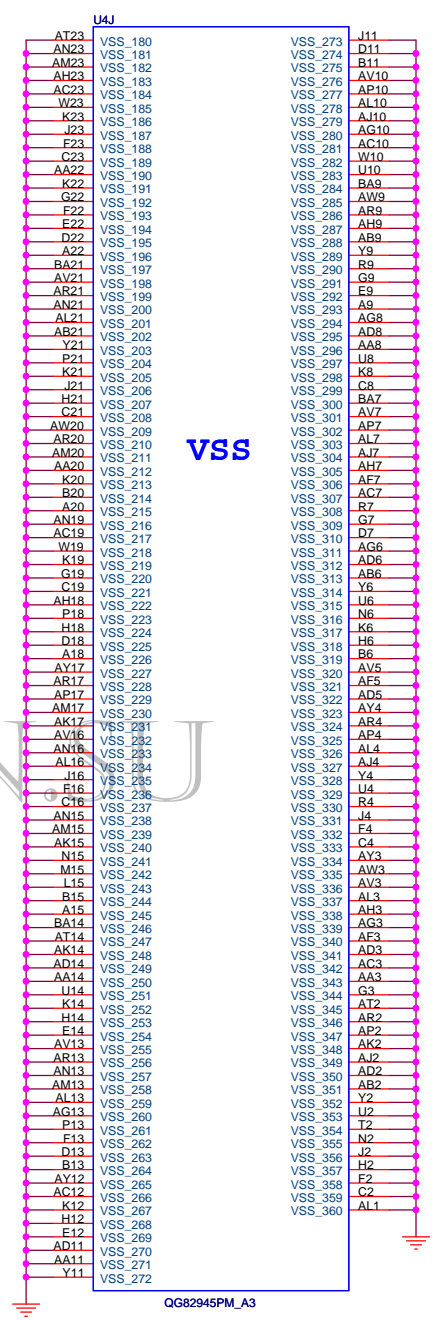 U4J
AT23 VSS_180 VSS_273 J11
AN23 VSS_181 VSS_274 D11
AM23 VSS_182 VSS_275 B11
AH23 VSS_183 VSS_276 AV10
AC23 VSS_184 VSS_277 AP10
W23 VSS_185 VSS_278 AL10
K23 VSS_186 VSS_279 AJ10
J23 VSS_187 VSS_280 AG10
F23 VSS_188 VSS_281 AC10
C23 VSS_189 VSS_282 W10
AA22 VSS_190 VSS_283 U10
K22 VSS_191 VSS_284 BA9
G22 VSS_192 VSS_285 AW9
F22 VSS_193 VSS_286 AR9
E22 VSS_194 VSS_287 AH9
D22 VSS_195 VSS_288 AB9
A22 VSS_196 VSS_289 Y9
BA21 VSS_197 VSS_290 R9
AV21 VSS_198 VSS_291 G9
AR21 VSS_199 VSS_292 E9
AN21 VSS_200 VSS_293 A9
AL21 VSS_201 VSS_294 AG8
AB21 VSS_202 VSS_295 AD8
Y21 VSS_203 VSS_296 AA8
P21 VSS_204 VSS_297 U8
K21 VSS_205 VSS_298 K8
J21 VSS_206 VSS_299 C8
H21 VSS_207 VSS_300 BA7
C21 VSS_208 VSS_301 AV7
AW20 VSS_209 VSS_302 AP7
AR20 VSS_210 VSS_303 AL7
VSS
AM20 VSS_211 VSS_304 AJ7
AA20 VSS_212 VSS_305 AH7
K20 VSS_213 VSS_306 AF7
B20 VSS_214 VSS_307 AC7
A20 VSS_215 VSS_308 R7
AN19 VSS_216 VSS_309 G7
AC19 VSS_217 VSS_310 D7
W19 VSS_218 VSS_311 AG6
K19 VSS_219 VSS_312 AD6
G19 VSS_220 VSS_313 AB6
C19 VSS_221 VSS_314 Y6
AH18 VSS_222 VSS_315 U6
P18 VSS_223 VSS_316 N6
H18 VSS_224 VSS_317 K6
D18 VSS_225 VSS_318 H6
A18 VSS_226 VSS_319 B6
AY17 VSS_227 VSS_320 AV5
AR17 VSS_228 VSS_321 AF5
AP17 VSS_229 VSS_322 AD5
AM17 VSS_230 VSS_323 AY4
AK17 VSS_231 VSS_324 AR4
AV16 VSS_232 VSS_325 AP4
AN16 VSS_233 VSS_326 AL4
AL16 VSS_234 VSS_327 AJ4
J16 VSS_235 VSS_328 Y4
F16 VSS_236 VSS_329 U4
C16 VSS_237 VSS_330 R4
AN15 VSS_238 VSS_331 J4
AM15 VSS_239 VSS_332 F4
AK15 VSS_240 VSS_333 C4
N15 VSS_241 VSS_334 AY3
M15 VSS_242 VSS_335 AW3
L15 VSS_243 VSS_336 AV3
B15 VSS_244 VSS_337 AL3
A15 VSS_245 VSS_338 AH3
BA14 VSS_246 VSS_339 AG3
AT14 VSS_247 VSS_340 AF3
AK14 VSS_248 VSS_341 AD3
AD14 VSS_249 VSS_342 AC3
AA14 VSS_250 VSS_343 AA3
U14 VSS_251 VSS_344 G3
K14 VSS_252 VSS_345 AT2
H14 VSS_253 VSS_346 AR2
E14 VSS_254 VSS_347 AP2
AV13 VSS_255 VSS_348 AK2
AR13 VSS_256 VSS_349 AJ2
AN13 VSS_257 VSS_350 AD2
AM13 VSS_258 VSS_351 AB2
AL13 VSS_259 VSS_352 Y2
AG13 VSS_260 VSS_353 U2
P13 VSS_261 VSS_354 T2
F13 VSS_262 VSS_355 N2
D13 VSS_263 VSS_356 J2
B13 VSS_264 VSS_357 H2
AY12 VSS_265 VSS_358 F2
AC12 VSS_266 VSS_359 C2
K12 VSS_267 VSS_360 AL1
H12 VSS_268
E12 VSS_269
AD11 VSS_270
AA11 VSS_271
Y11 VSS_272
QG82945PM_A3
N.SU